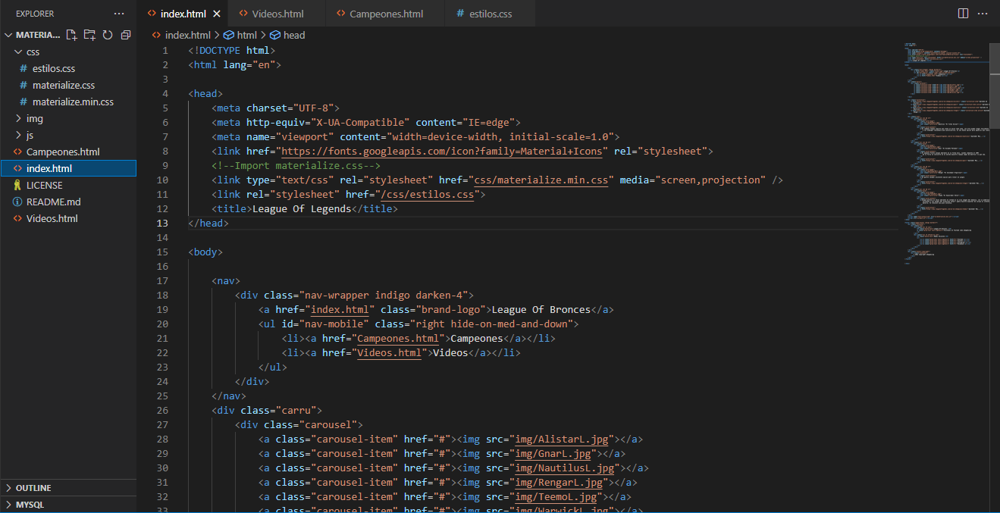 EXPLORER
MATERIA...
css
# estilos.css
# materialize.css
# materialize.min.css
img
js
<> Campeones.html
<> index.html
LICENSE
README.md
<> Videos.html
OUTLINE
MYSQL
<> index.html × <> Videos.html <> Campeones.html # estilos.css
<> index.html > html > head
1 <!DOCTYPE html>
2 <html lang="en">
3
4 <head>
5 <meta charset="UTF-8">
6 <meta http-equiv="X-UA-Compatible" content="IE=edge">
7 <meta name="viewport" content="width=device-width, initial-scale=1.0">
8 <link href="https://fonts.googleapis.com/icon?family=Material+Icons" rel="stylesheet">
9 <!--Import materialize.css-->
10 <link type="text/css" rel="stylesheet" href="css/materialize.min.css" media="screen,projection" />
11 <link rel="stylesheet" href="/css/estilos.css">
12 <title>League Of Legends</title>
13 </head>
14
15 <body>
16
17 <nav>
18 <div class="nav-wrapper indigo darken-4">
19 <a href="index.html" class="brand-logo">League Of Bronces</a>
20 <ul id="nav-mobile" class="right hide-on-med-and-down">
21 <li><a href="Campeones.html">Campeones</a></li>
22 <li><a href="Videos.html">Videos</a></li>
23 </ul>
24 </div>
25 </nav>
26 <div class="carru">
27 <div class="carousel">
28 <a class="carousel-item" href="#"><img src="img/AlistarL.jpg"></a>
29 <a class="carousel-item" href="#"><img src="img/GnarL.jpg"></a>
30 <a class="carousel-item" href="#"><img src="img/NautilusL.jpg"></a>
31 <a class="carousel-item" href="#"><img src="img/RengarL.jpg"></a>
32 <a class="carousel-item" href="#"><img src="img/TeemoL.jpg"></a>
33 <a class="carousel-item" href="#"><img src="img/WarwickL.jpg"></a>